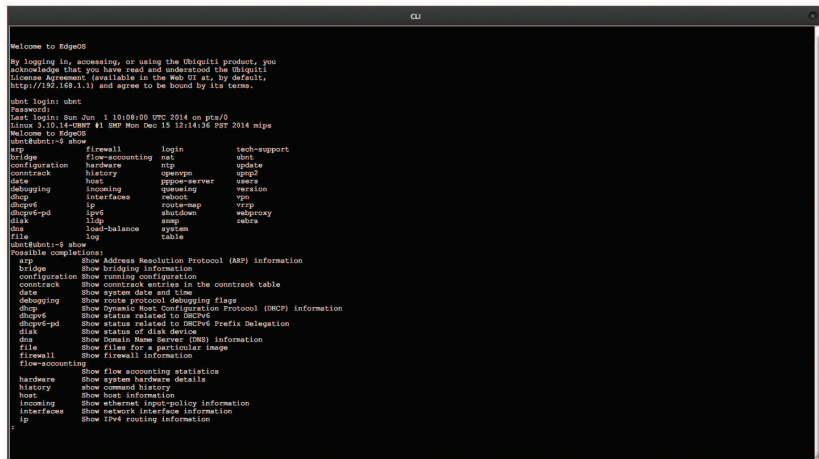 CLI
Welcome to EdgeOS
By logging in, accessing, or using the Ubiquiti product, you
acknowledge that you have read and understood the Ubiquiti
License Agreement (available in the Web UI at, by default,
http://192.168.1.1) and agree to be bound by its terms.
ubnt login: ubnt
Password:
Last login: Sun Jun  1 10:08:00 UTC 2014 on pts/0
Linux 3.10.14-UBNT #1 SMP Mon Dec 15 12:14:36 PST 2014 mips
Welcome to EdgeOS
ubnt@ubnt:~$ show
arp firewall login tech-support
bridge flow-accounting nat ubnt
configuration hardware ntp update
conntrack history openvpn upnp2
date host pppoe-server users
debugging incoming queueing version
dhcp interfaces reboot vpn
dhcpv6 ip route-map vrrp
dhcpv6-pd ipv6 shutdown webproxy
disk lldp snmp zebra
dns load-balance system
file log table
ubnt@ubnt:~$ show
Possible completions:
arp Show Address Resolution Protocol (ARP) information
bridge Show bridging information
configuration Show running configuration
conntrack Show conntrack entries in the conntrack table
date Show system date and time
debugging Show route protocol debugging flags
dhcp Show Dynamic Host Configuration Protocol (DHCP) information
dhcpv6 Show status related to DHCPv6
dhcpv6-pd Show status related to DHCPv6 Prefix Delegation
disk Show status of disk device
dns Show Domain Name Server (DNS) information
file Show files for a particular image
firewall Show firewall information
flow-accounting
Show flow accounting statistics
hardware Show system hardware details
history show command history
host Show host information
incoming Show ethernet input-policy information
interfaces Show network interface information
ip Show IPv4 routing information
: